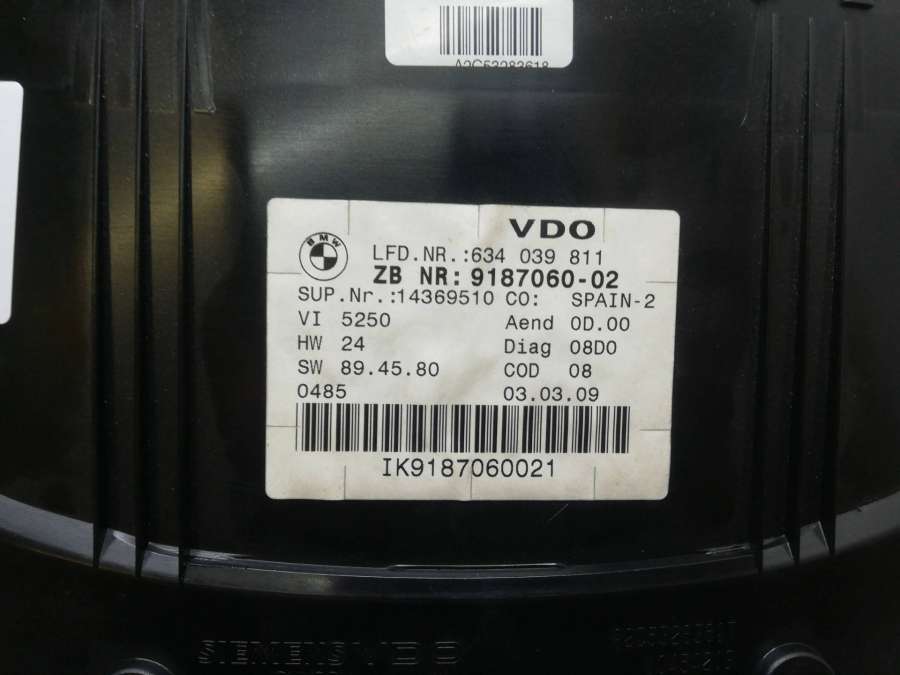 A2C53283618
VDO
BMW
LFD.NR.:634 039 811
ZB NR: 9187060-02
SUP.Nr.:14369510 CO: SPAIN-2
VI 5250 Aend 0D.00
HW 24 Diag 08D0
SW 89.45.80 COD 08
0485 03.03.09
IK9187060021
SIEMENS VDO